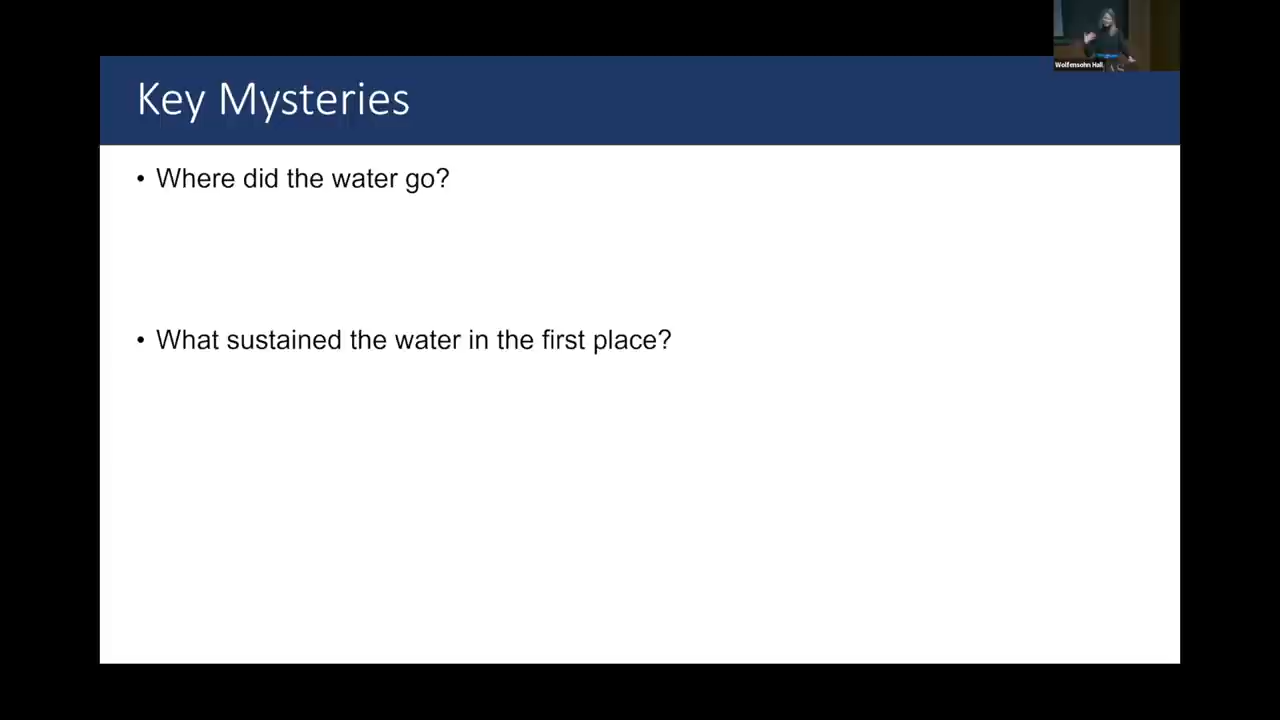 Wolfensohn Hall
Key Mysteries
• Where did the water go?
• What sustained the water in the first place?